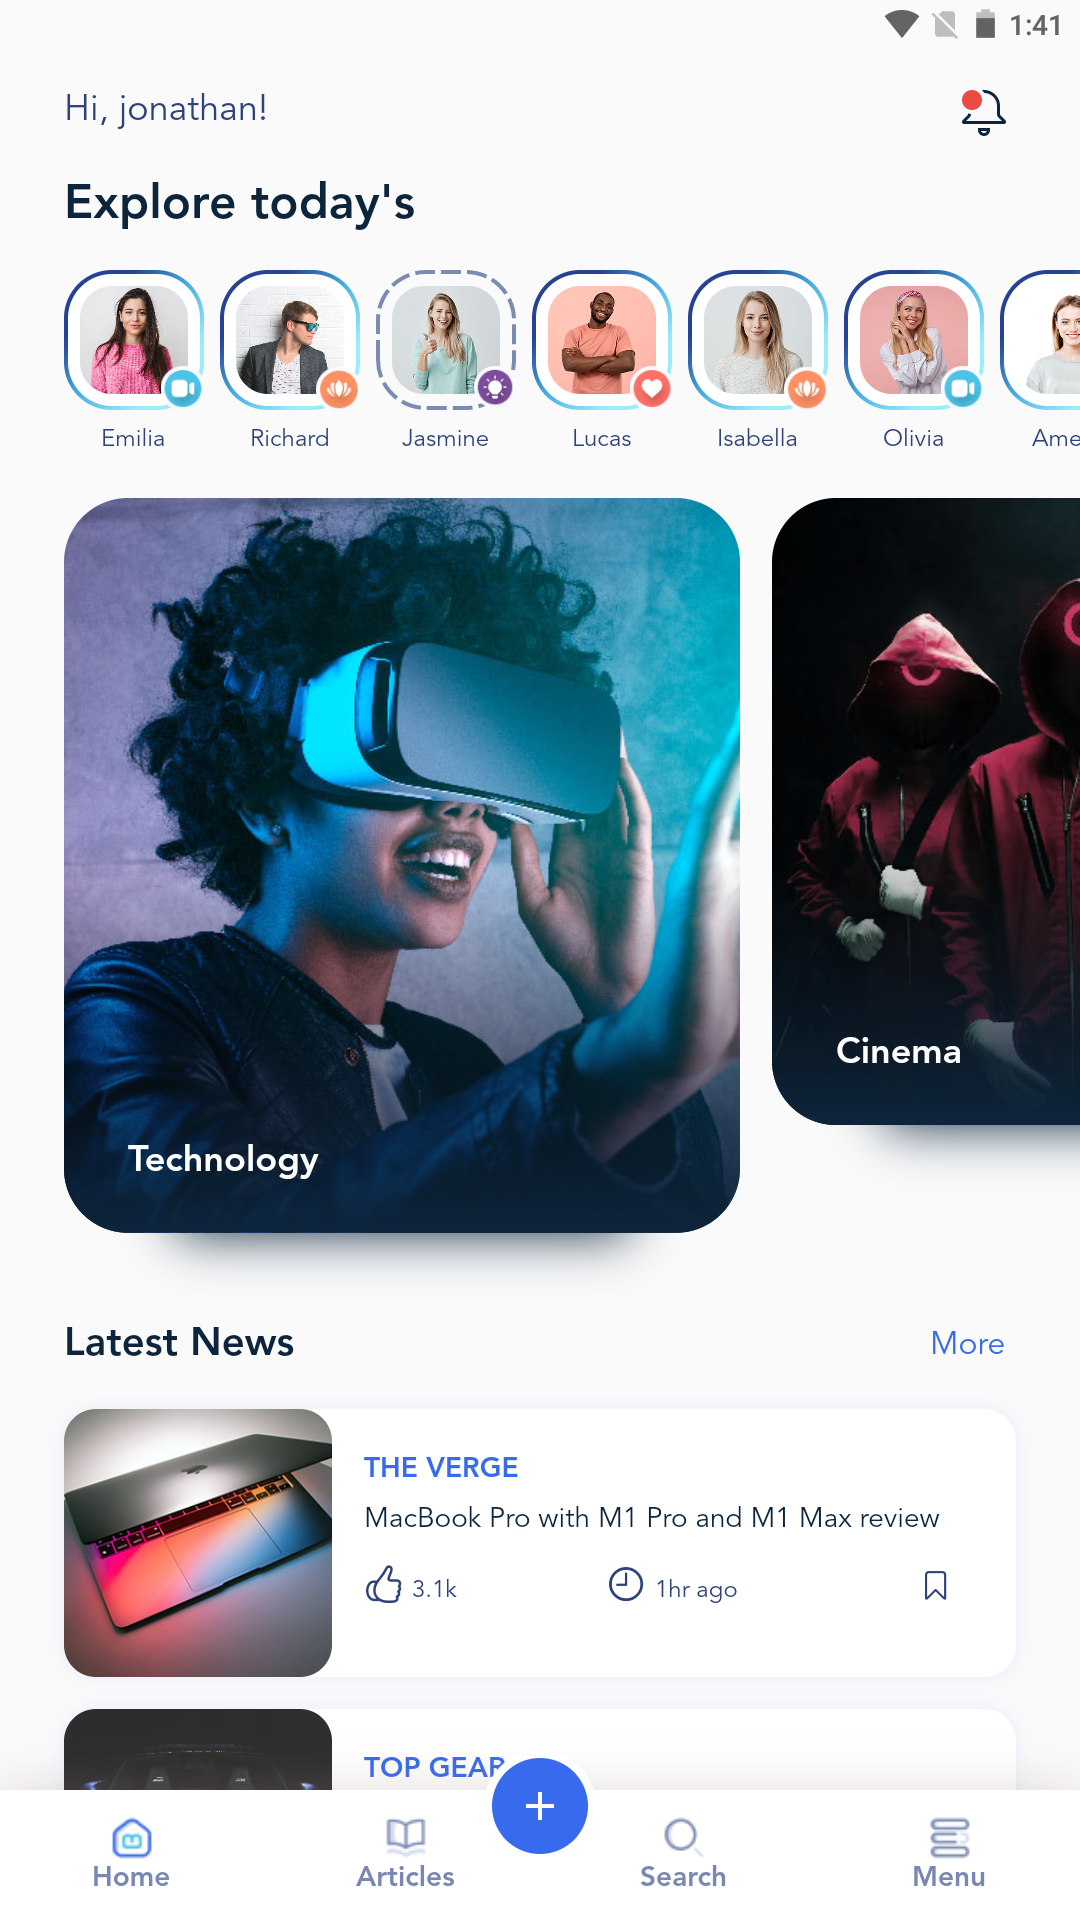 1:41
Hi, jonathan!
Explore today's
Emilia Richard Jasmine Lucas Isabella Olivia Ame
Technology
Cinema
Latest News More
THE VERGE
MacBook Pro with M1 Pro and M1 Max review
3.1k 1hr ago
TOP GEAR
Home Articles Search Menu